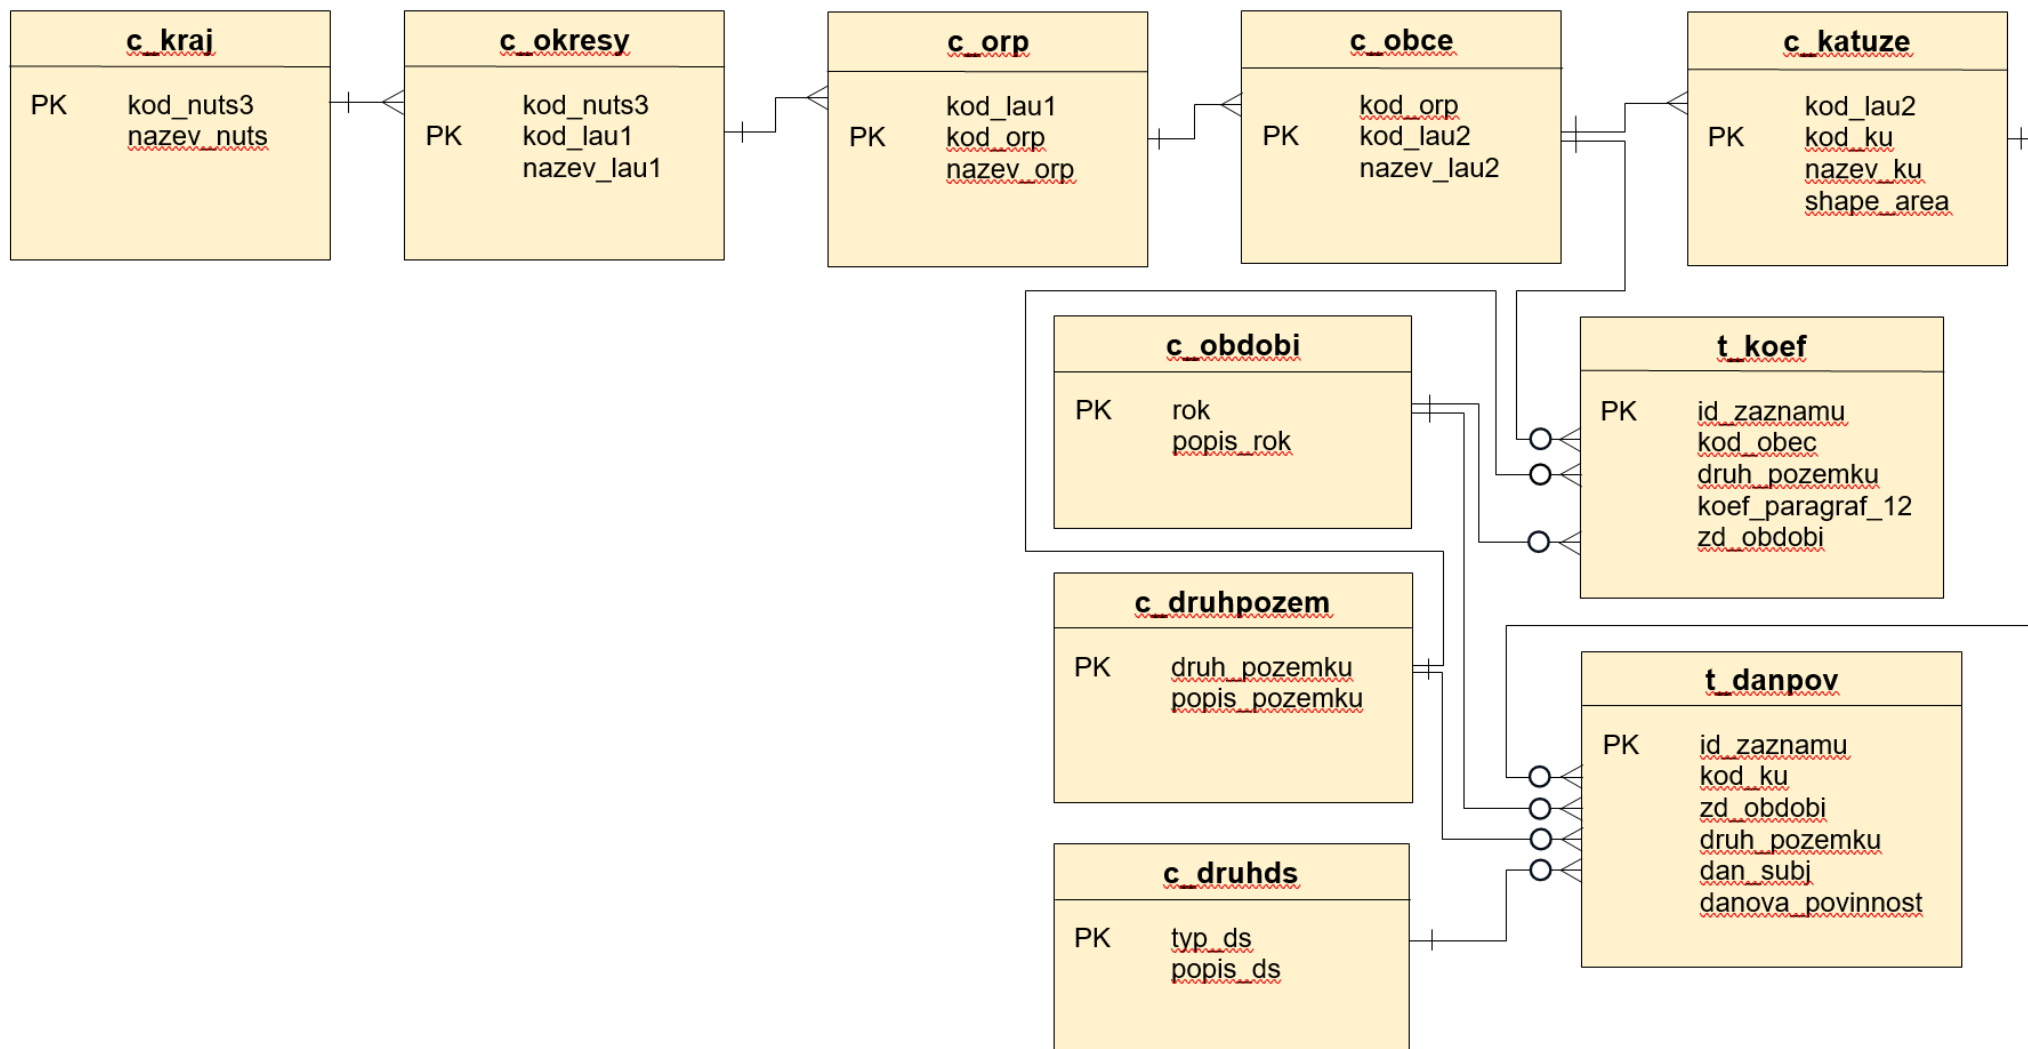 c_kraj
PK kod_nuts3
nazev_nuts
c_okresy
kod_nuts3
PK kod_lau1
nazev_lau1
c_orp
kod_lau1
PK kod_orp
nazev_orp
c_obce
kod_orp
PK kod_lau2
nazev_lau2
c_katuze
kod_lau2
PK kod_ku
nazev_ku
shape_area
c_obdobi
PK rok
popis_rok
t_koef
PK id_zaznamu
kod_obec
druh_pozemku
koef_paragraf_12
zd_obdobi
c_druhpozem
PK druh_pozemku
popis_pozemku
t_danpov
PK id_zaznamu
kod_ku
zd_obdobi
druh_pozemku
dan_subj
danova_povinnost
c_druhds
PK typ_ds
popis_ds